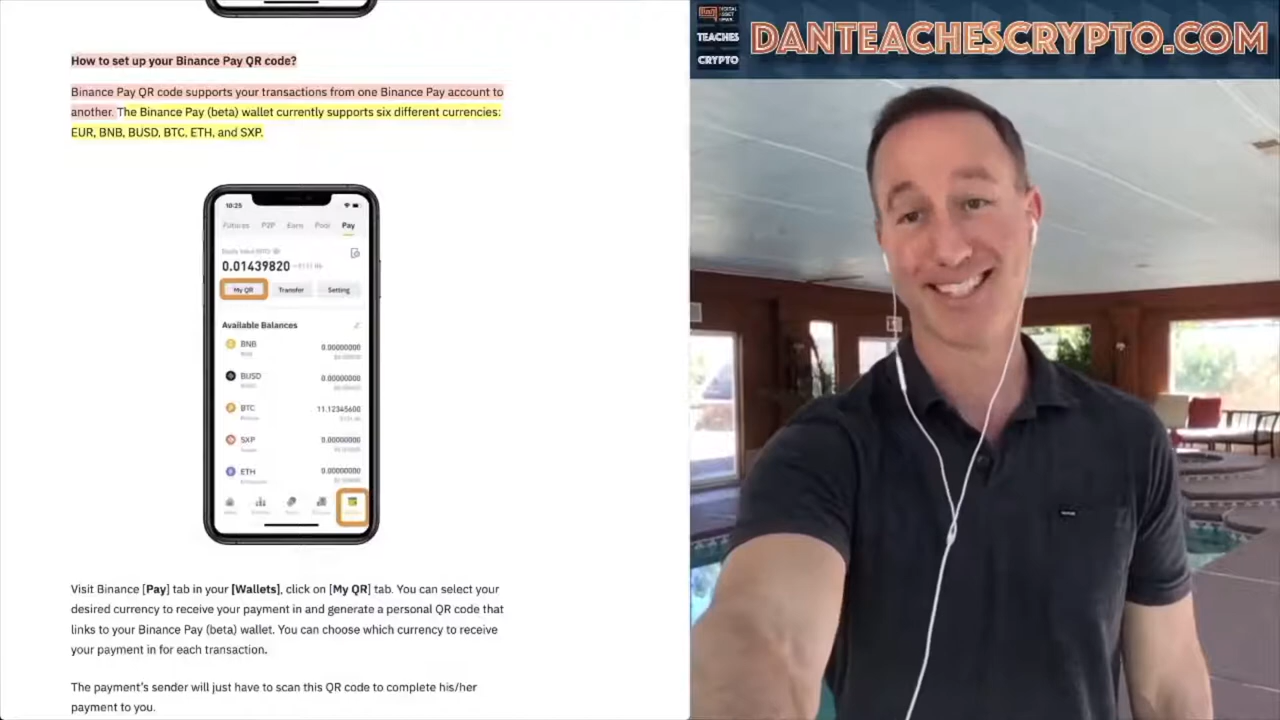 How to set up your Binance Pay QR code?
Binance Pay QR code supports your transactions from one Binance Pay account to
another. The Binance Pay (beta) wallet currently supports six different currencies:
EUR, BNB, BUSD, BTC, ETH, and SXP.
10:25
Futures P2P Earn Pool Pay
0.01439820
My QR Transfer Setting
Available Balances
BNB 0.00000000
BUSD 0.00000000
BTC 11.12345600
SXP 0.00000000
ETH 0.00000000
Visit Binance [Pay] tab in your [Wallets], click on [My QR] tab. You can select your
desired currency to receive your payment in and generate a personal QR code that
links to your Binance Pay (beta) wallet. You can choose which currency to receive
your payment in for each transaction.
The payment's sender will just have to scan this QR code to complete his/her
payment to you.
TEACHES
CRYPTO
DANTEACHESCRYPTO.COM